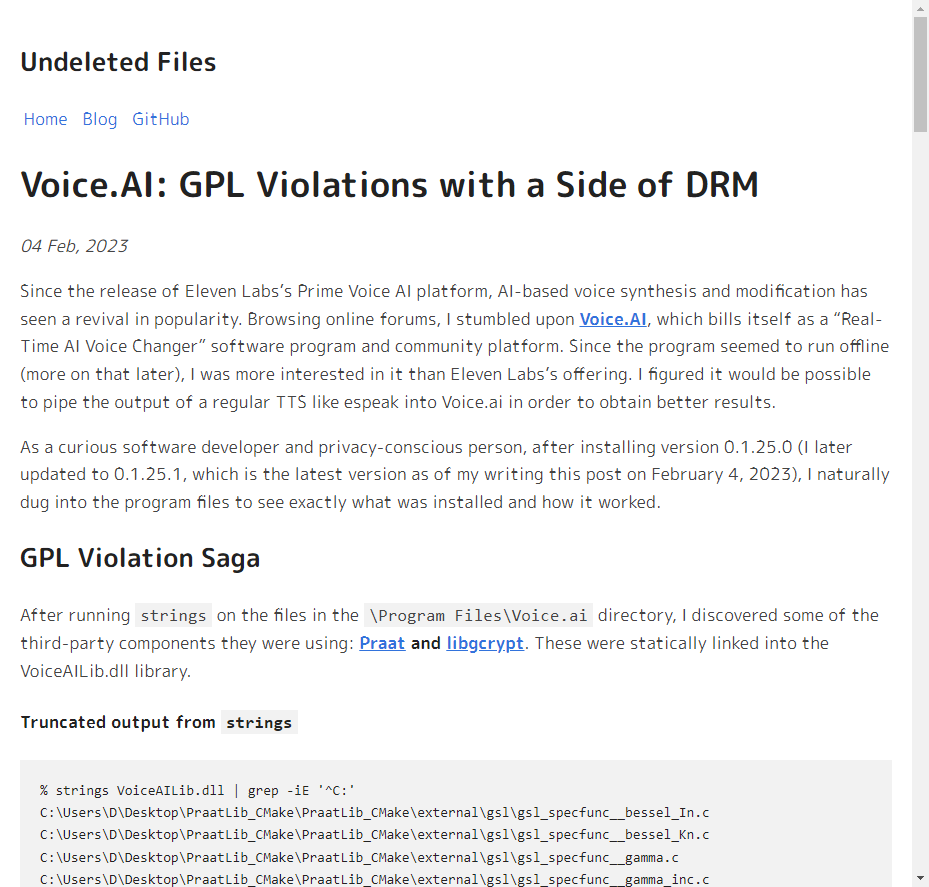 Undeleted Files
Home Blog GitHub
Voice.AI: GPL Violations with a Side of DRM
04 Feb, 2023
Since the release of Eleven Labs’s Prime Voice AI platform, AI-based voice synthesis and modification has
seen a revival in popularity. Browsing online forums, I stumbled upon Voice.AI, which bills itself as a “Real-
Time AI Voice Changer” software program and community platform. Since the program seemed to run offline
(more on that later), I was more interested in it than Eleven Labs’s offering. I figured it would be possible
to pipe the output of a regular TTS like espeak into Voice.ai in order to obtain better results.
As a curious software developer and privacy-conscious person, after installing version 0.1.25.0 (I later
updated to 0.1.25.1, which is the latest version as of my writing this post on February 4, 2023), I naturally
dug into the program files to see exactly what was installed and how it worked.
GPL Violation Saga
After running strings on the files in the \Program Files\Voice.ai directory, I discovered some of the
third-party components they were using: Praat and libgcrypt. These were statically linked into the
VoiceAILib.dll library.
Truncated output from strings
% strings VoiceAILib.dll | grep -iE '^C:'
C:\Users\D\Desktop\PraatLib_CMake\PraatLib_CMake\external\gsl\gsl_specfunc__bessel_In.c
C:\Users\D\Desktop\PraatLib_CMake\PraatLib_CMake\external\gsl\gsl_specfunc__bessel_Kn.c
C:\Users\D\Desktop\PraatLib_CMake\PraatLib_CMake\external\gsl\gsl_specfunc__gamma.c
C:\Users\D\Desktop\PraatLib_CMake\PraatLib_CMake\external\gsl\gsl_specfunc__gamma_inc.c